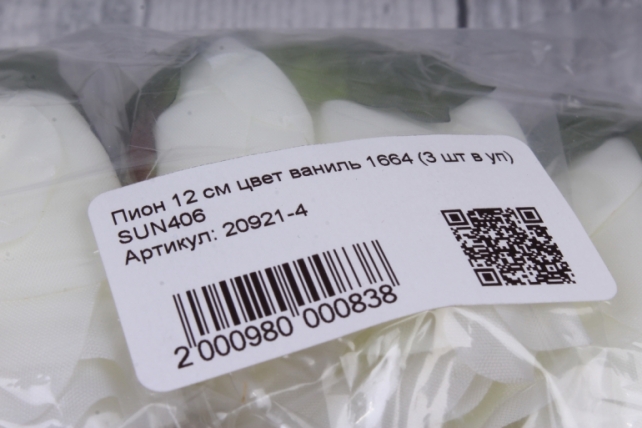 Пион 12 см цвет ваниль 1664 (3 шт в уп)
SUN406
Артикул: 20921-4
2 000980 000838